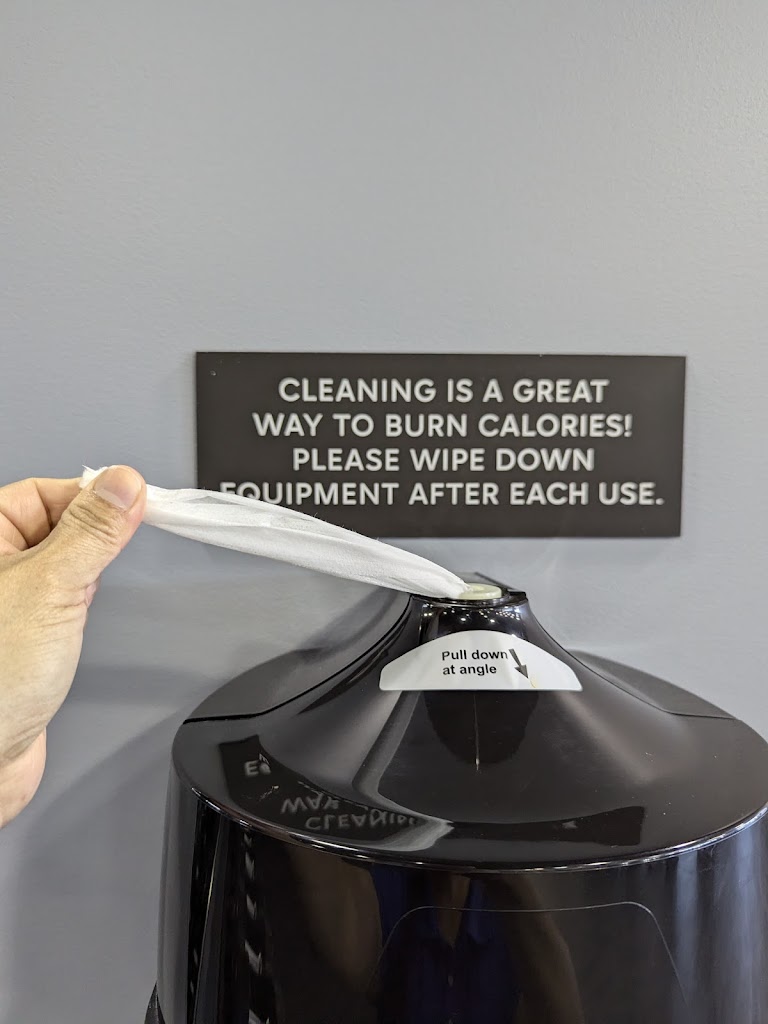 CLEANING IS A GREAT
WAY TO BURN CALORIES!
PLEASE WIPE DOWN
EQUIPMENT AFTER EACH USE.
Pull down
at angle